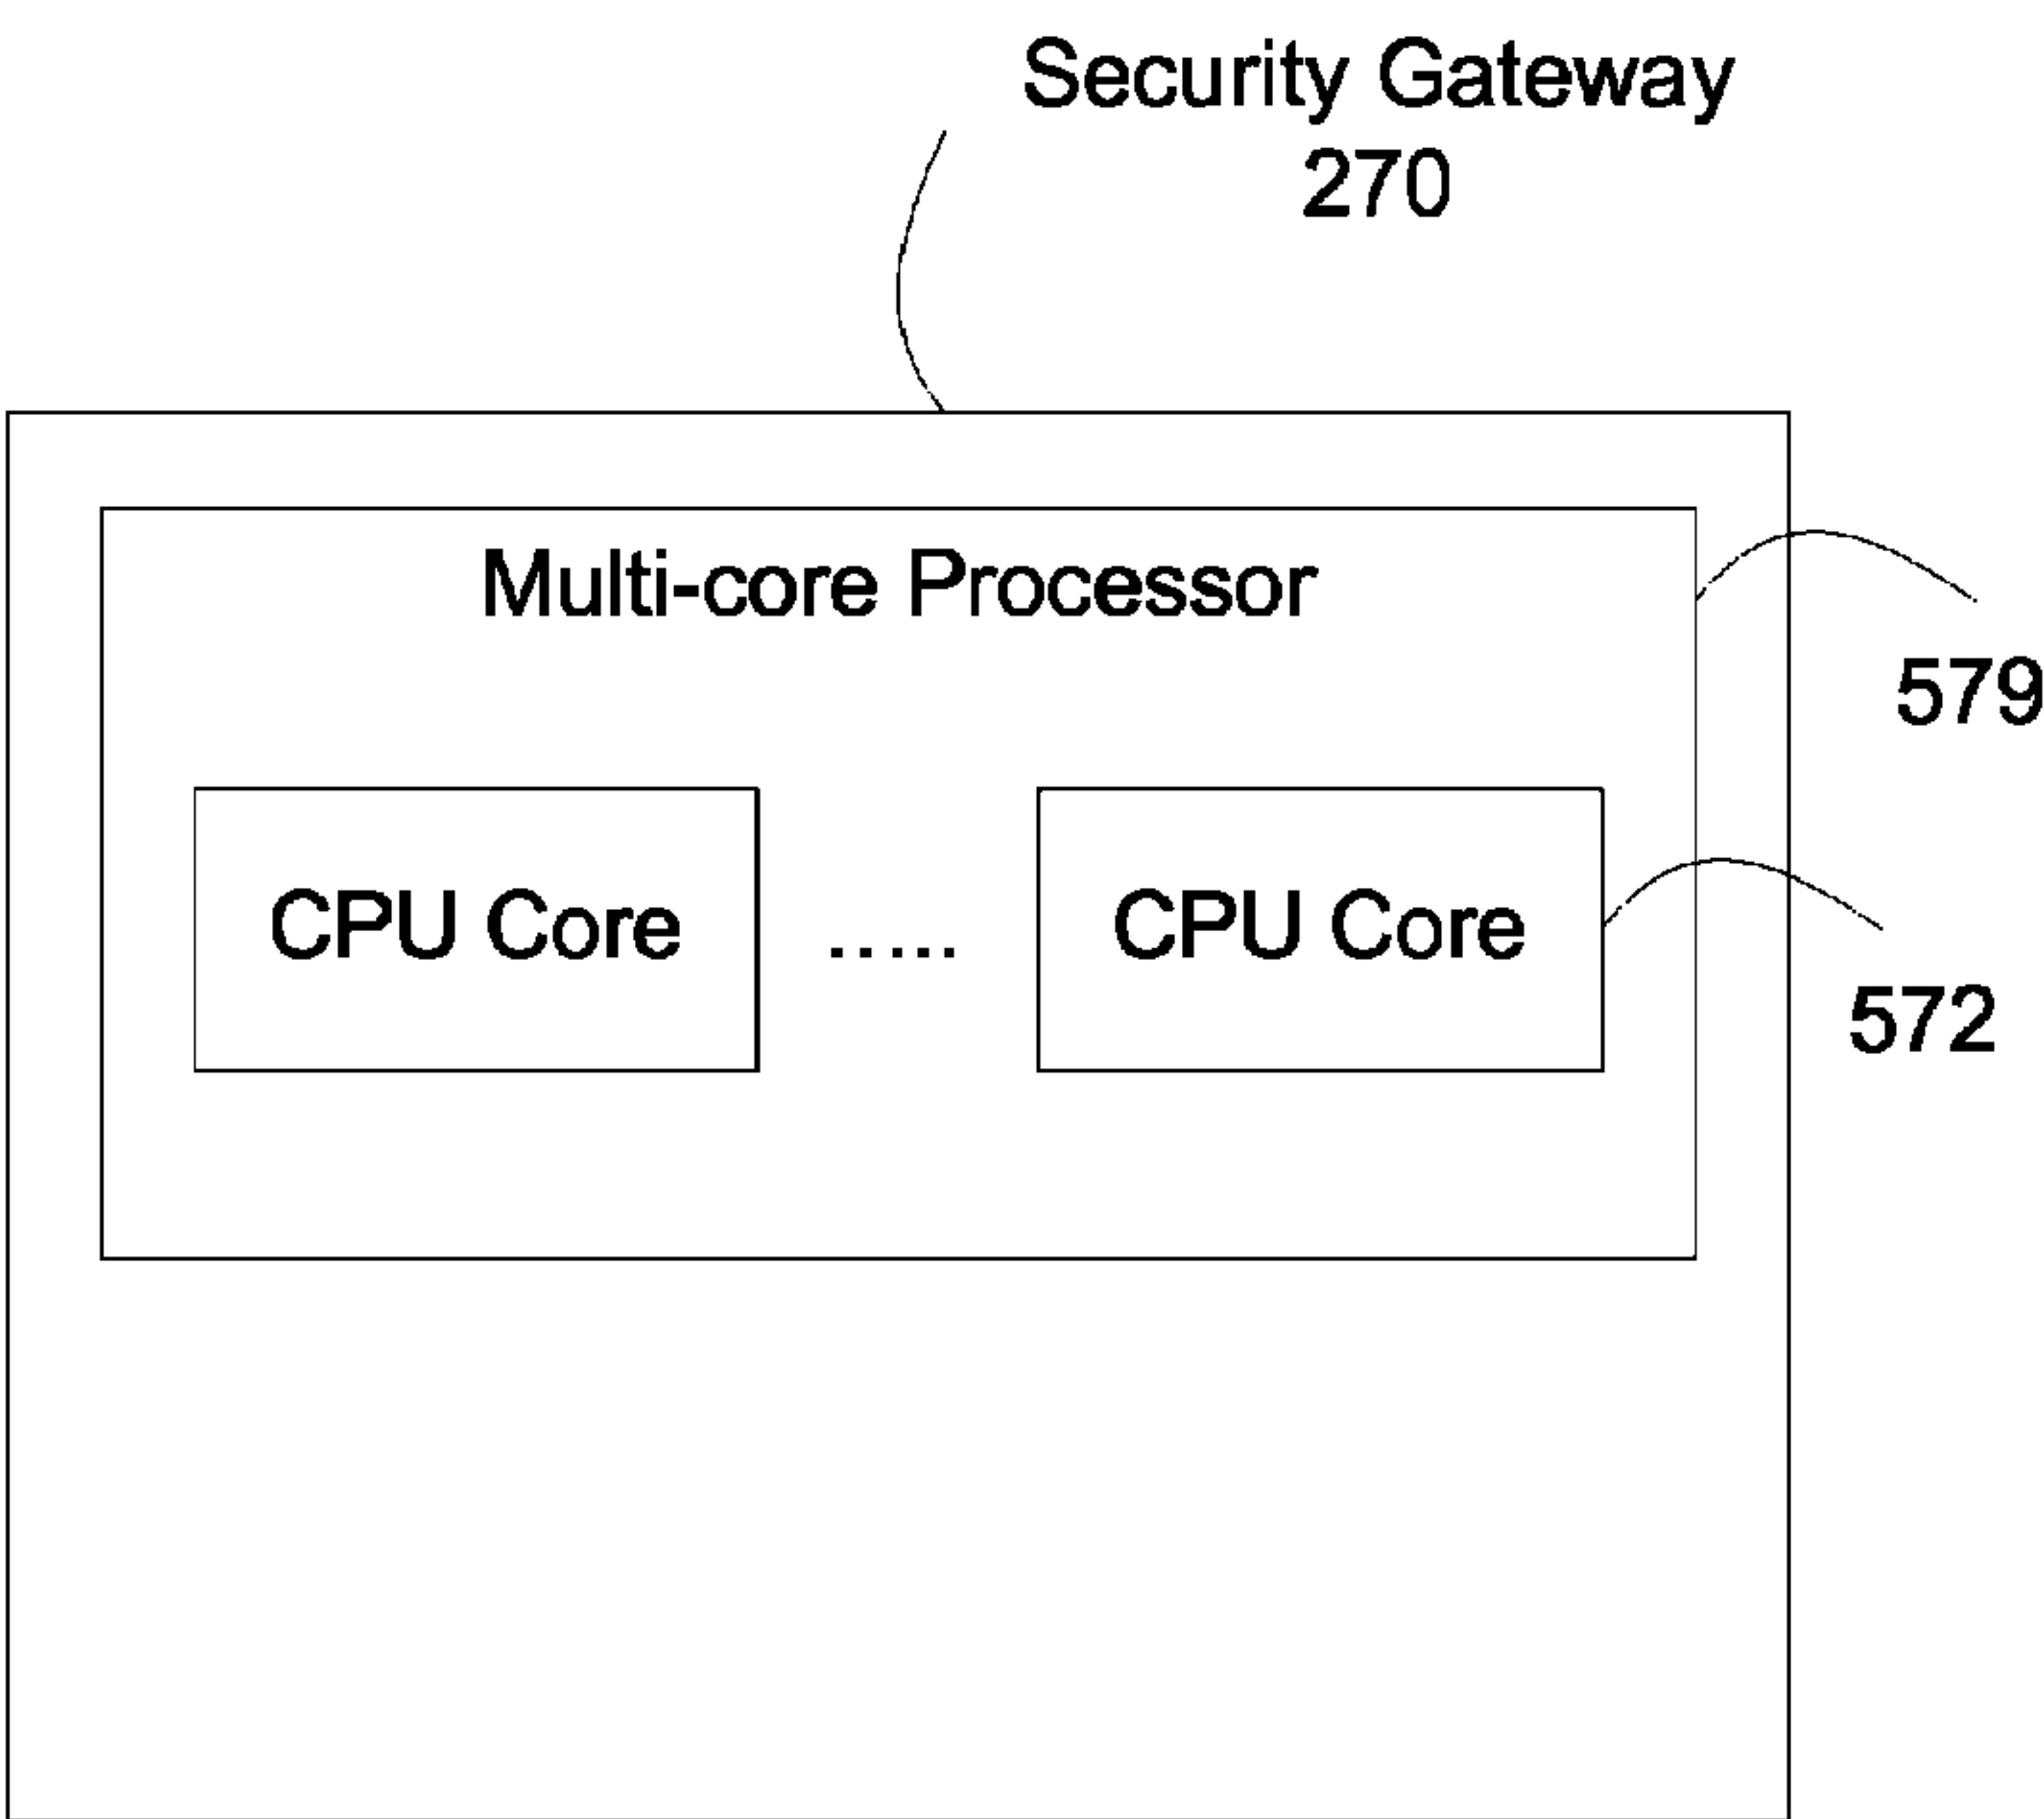 Security Gateway
270
Multi-core Processor
579
CPU Core ..... CPU Core
572